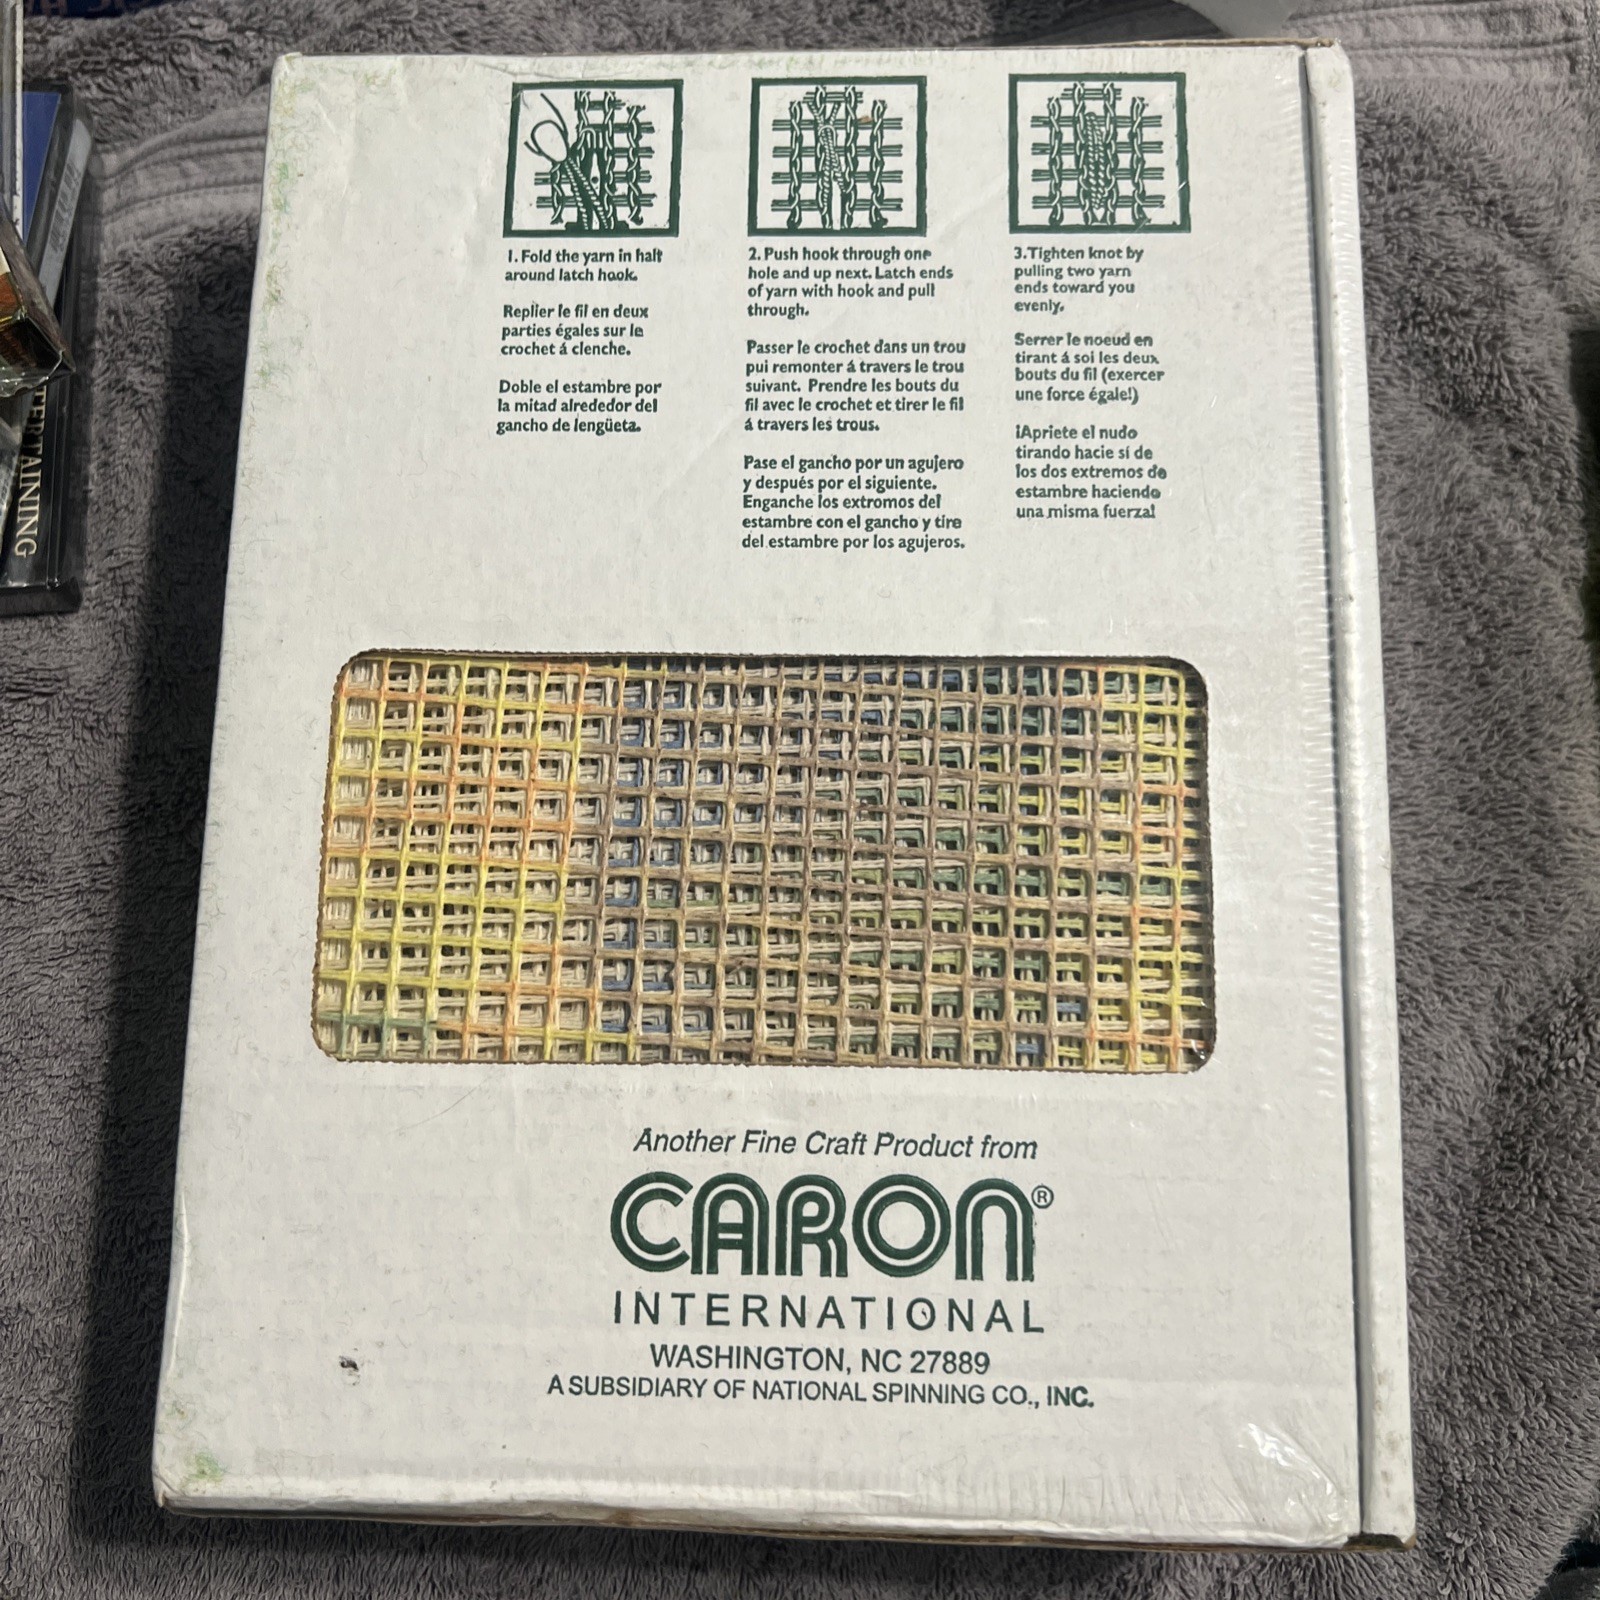 1. Fold the yarn in half
around latch hook.
Replier le fil en deux
parties égales sur le
crochet á clenche.
Doble el estambre por
la mitad alrededor del
gancho de lengüeta.
2. Push hook through one
hole and up next. Latch ends
of yarn with hook and pull
through.
Passer le crochet dans un trou
pui remonter á travers le trou
suivant. Prendre les bouts du
fil avec le crochet et tirer le fil
á travers les trous.
Pase el gancho por un agujero
y después por el siguiente.
Enganche los extromos del
estambre con el gancho y tire
del estambre por los agujeros.
3. Tighten knot by
pulling two yarn
ends toward you
evenly.
Serrer le noeud en
tirant á soi les deux
bouts du fil (exercer
une force égale!)
¡Apriete el nudo
tirando hacie sí de
los dos extremos de
estambre haciendo
una misma fuerza!
Another Fine Craft Product from
CARON®
INTERNATIONAL
WASHINGTON, NC 27889
A SUBSIDIARY OF NATIONAL SPINNING CO., INC.
TERTAINING